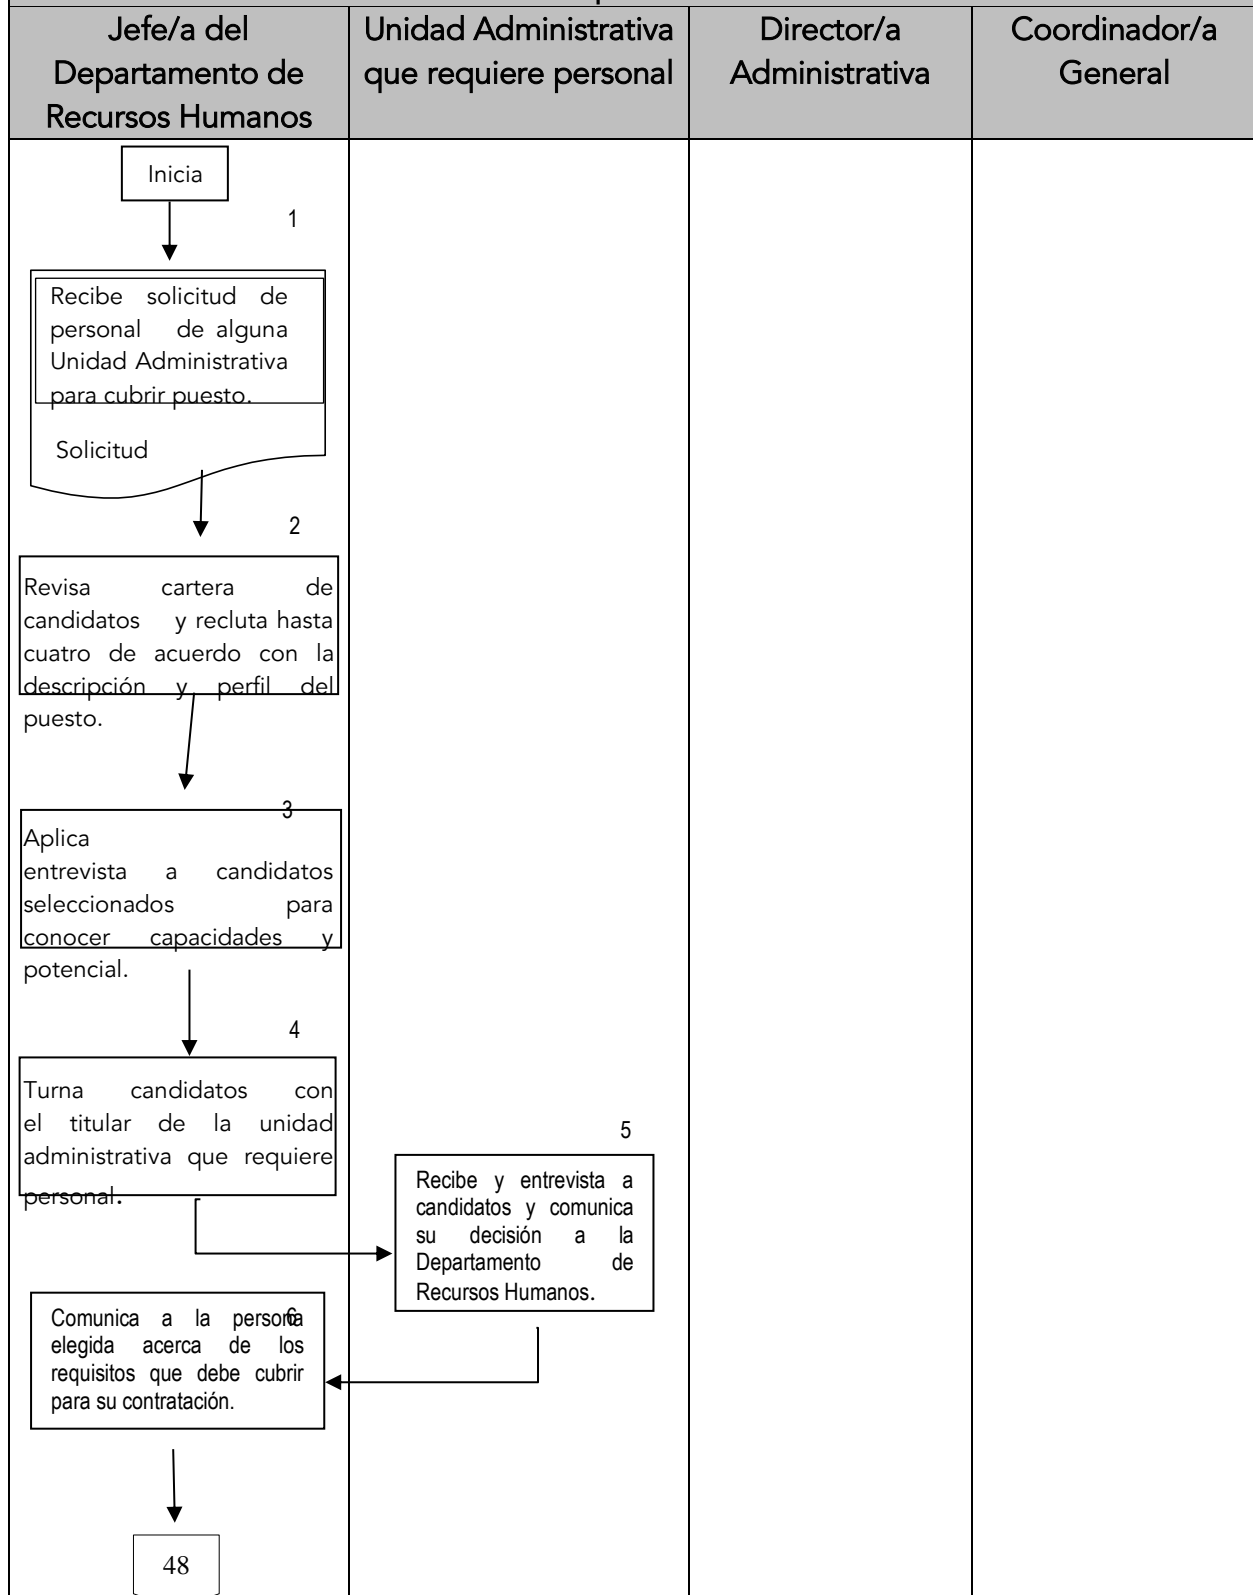 Jefe/a del
Departamento de
Recursos Humanos
Unidad Administrativa
que requiere personal
Director/a
Administrativa
Coordinador/a
General
Inicia
1
Recibe solicitud de
personal de alguna
Unidad Administrativa
para cubrir puesto.
Solicitud
2
Revisa cartera de
candidatos y recluta hasta
cuatro de acuerdo con la
descripción y perfil del
puesto.
3
Aplica
entrevista a candidatos
seleccionados para
conocer capacidades y
potencial.
4
Turna candidatos con
el titular de la unidad
administrativa que requiere
personal.
5
Recibe y entrevista a
candidatos y comunica
su decisión a la
Departamento de
Recursos Humanos.
6
Comunica a la persona
elegida acerca de los
requisitos que debe cubrir
para su contratación.
48